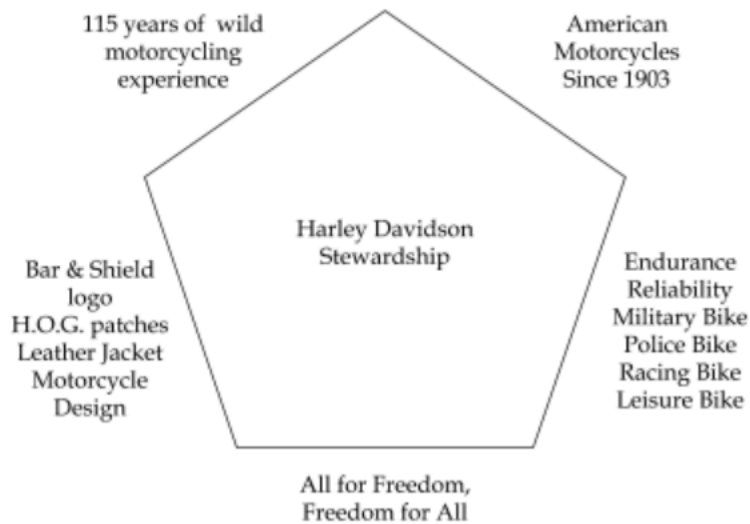 115 years of wild
motorcycling
experience
American
Motorcycles
Since 1903
Harley Davidson
Stewardship
Bar & Shield
logo
H.O.G. patches
Leather Jacket
Motorcycle
Design
Endurance
Reliability
Military Bike
Police Bike
Racing Bike
Leisure Bike
All for Freedom,
Freedom for All